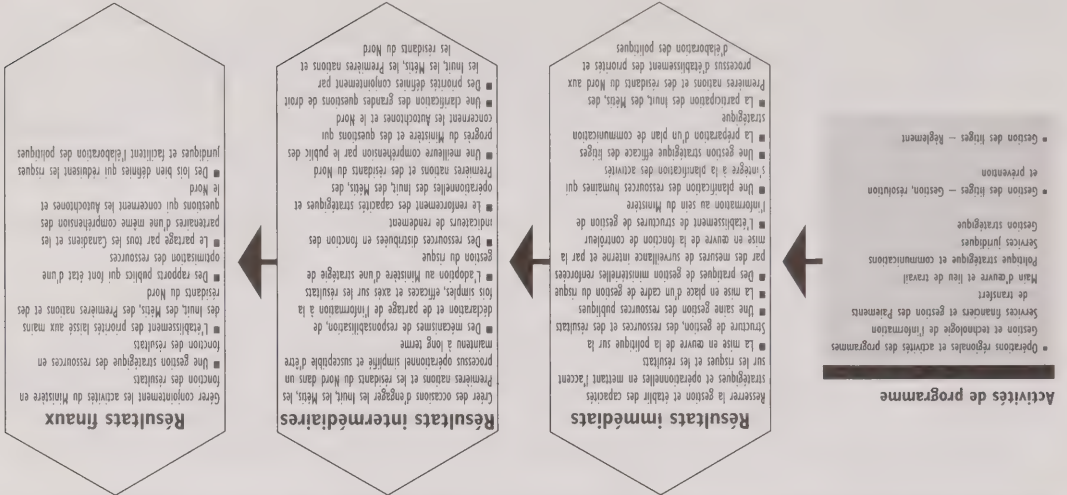 Activités de programme
▪ Opérations régionales et activités des programmes
Gestion et technologie de l'information
Services financiers et gestion des Paiements
de transfert
Main d'œuvre et lieu de travail
Politique stratégique et communications
Services juridiques
Gestion stratégique
▪ Gestion des litiges – Gestion, résolution
et prévention
▪ Gestion des litiges – Règlement
Résultats immédiats
Resserrer la gestion et établir des capacités
stratégiques et opérationnelles en mettant l'accent
sur les risques et les résultats
■ La mise en œuvre de la politique sur la
Structure de gestion, des ressources et des résultats
■ Une saine gestion des ressources publiques
■ La mise en place d'un cadre de gestion du risque
■ Des pratiques de gestion ministérielles renforcées
par des mesures de surveillance interne et par la
mise en œuvre de la fonction de contrôleur
■ L'établissement de structures de gestion de
l'information au sein du Ministère
■ Une planification des ressources humaines qui
s'intègre à la planification des activités
■ Une gestion stratégique efficace des litiges
■ La préparation d'un plan de communication
stratégique
■ La participation des Inuit, des Métis, des
Premières nations et des résidants du Nord aux
processus d'établissement des priorités et
d'élaboration des politiques
Résultats intermédiaires
Créer des occasions d'engager les Inuit, les Métis, les
Premières nations et les résidants du Nord dans un
processus opérationnel simplifié et susceptible d'être
maintenu à long terme
■ Des mécanismes de responsabilisation, de
déclaration et de partage de l'information à la
fois simples, efficaces et axés sur les résultats
■ L'adoption au Ministère d'une stratégie de
gestion du risque
■ Des ressources distribuées en fonction des
indicateurs de rendement
■ Le renforcement des capacités stratégiques et
opérationnelles des Inuit, des Métis, des
Premières nations et des résidants du Nord
■ Une meilleure compréhension par le public des
progrès du Ministère et des questions qui
concernent les Autochtones et le Nord
■ Une clarification des grandes questions de droit
■ Des priorités définies conjointement par
les Inuit, les Métis, les Premières nations et
les résidants du Nord
Résultats finaux
Gérer conjointement les activités du Ministère en
fonction des résultats
■ Une gestion stratégique des ressources en
fonction des résultats
■ L'établissement des priorités laissé aux mains
des Inuit, des Métis, des Premières nations et des
résidants du Nord
■ Des rapports publics qui font état d'une
optimisation des ressources
■ Le partage par tous les Canadiens et les
partenaires d'une même compréhension des
questions qui concernent les Autochtones et
le Nord
■ Des lois bien définies qui réduisent les risques
juridiques et facilitent l'élaboration des politiques